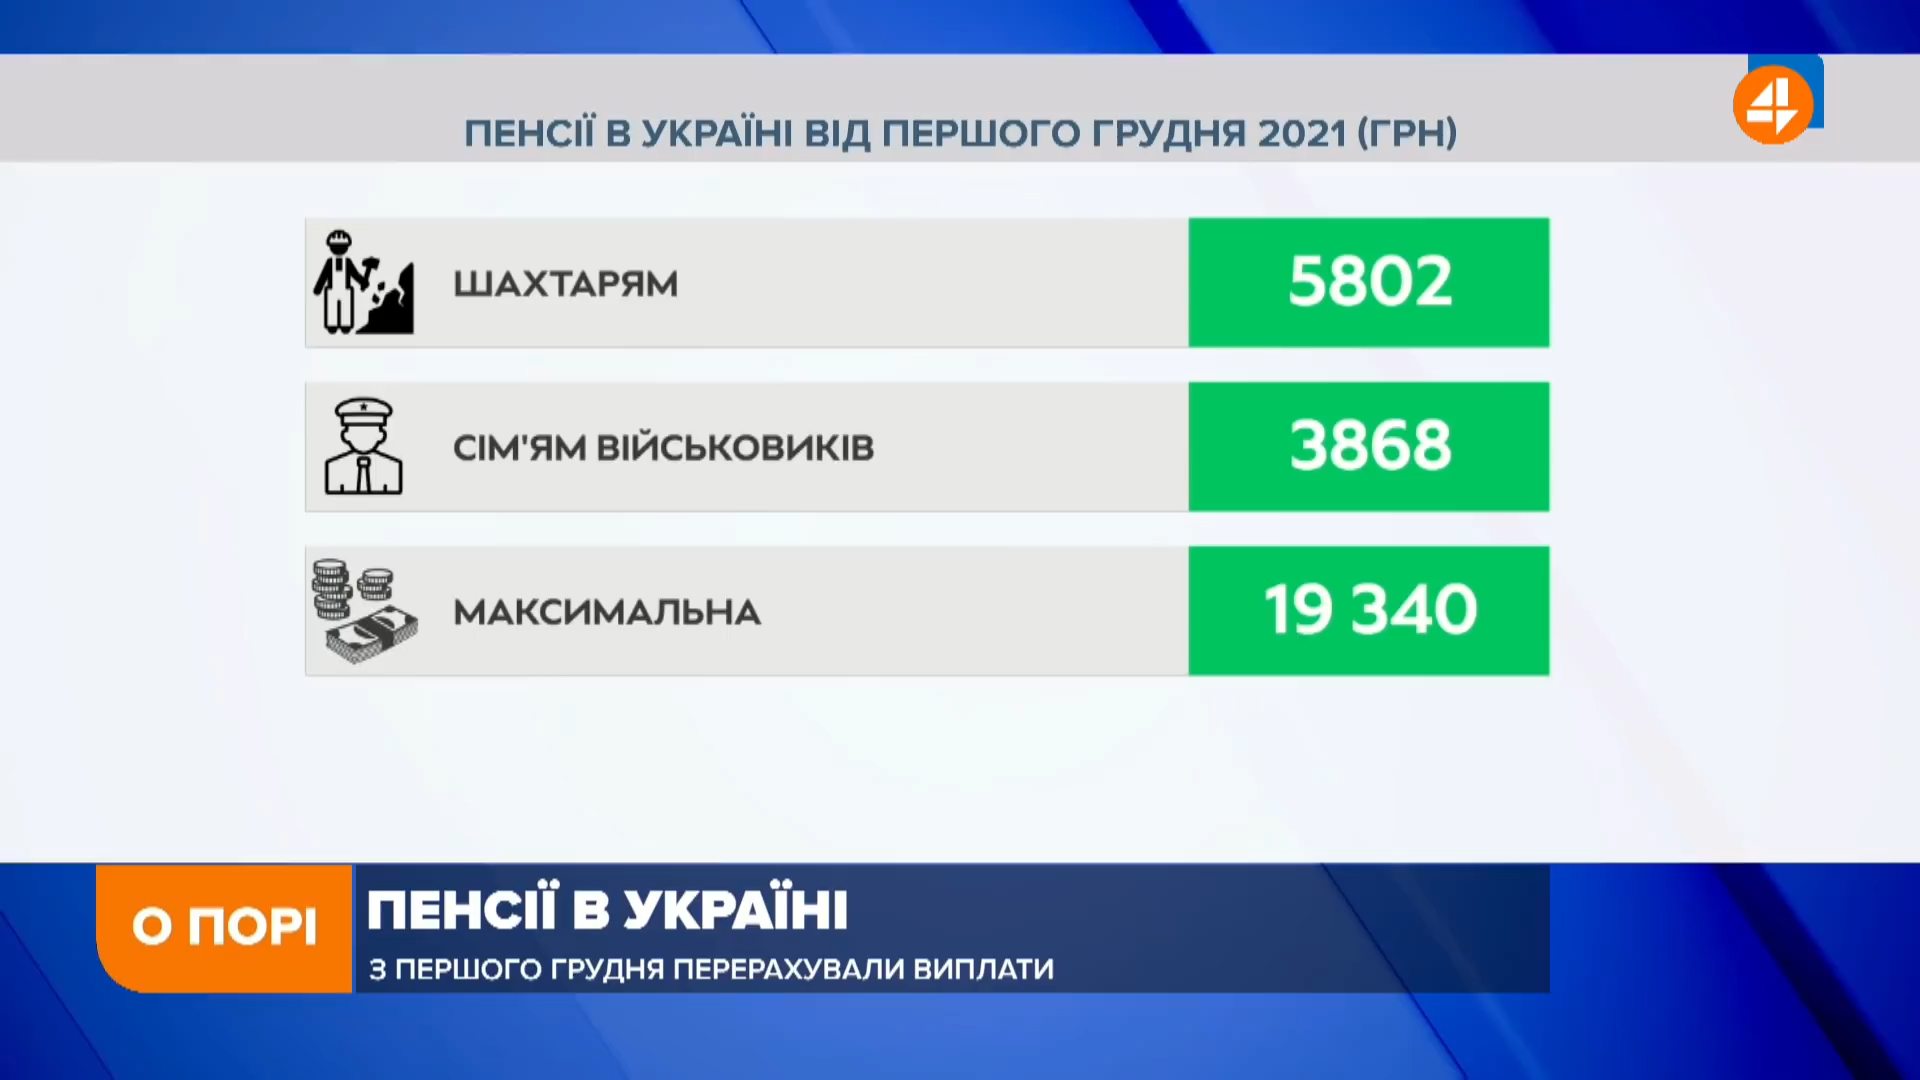 ПЕНСІЇ В УКРАЇНІ ВІД ПЕРШОГО ГРУДНЯ 2021 (ГРН)
4
ШАХТАРЯМ 5802
СІМ'ЯМ ВІЙСЬКОВИКІВ 3868
МАКСИМАЛЬНА 19 340
О ПОРІ
ПЕНСІЇ В УКРАЇНІ
З ПЕРШОГО ГРУДНЯ ПЕРЕРАХУВАЛИ ВИПЛАТИ